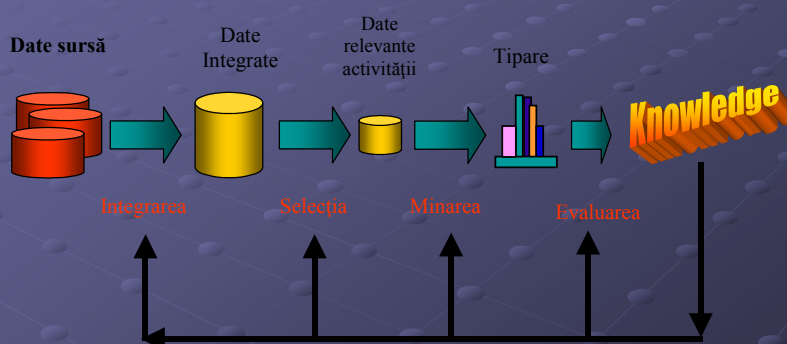 Date sursă
Date
Integrate
Date
relevante
activităţii
Tipare
Knowledge
Integrarea
Selecţia
Minarea
Evaluarea